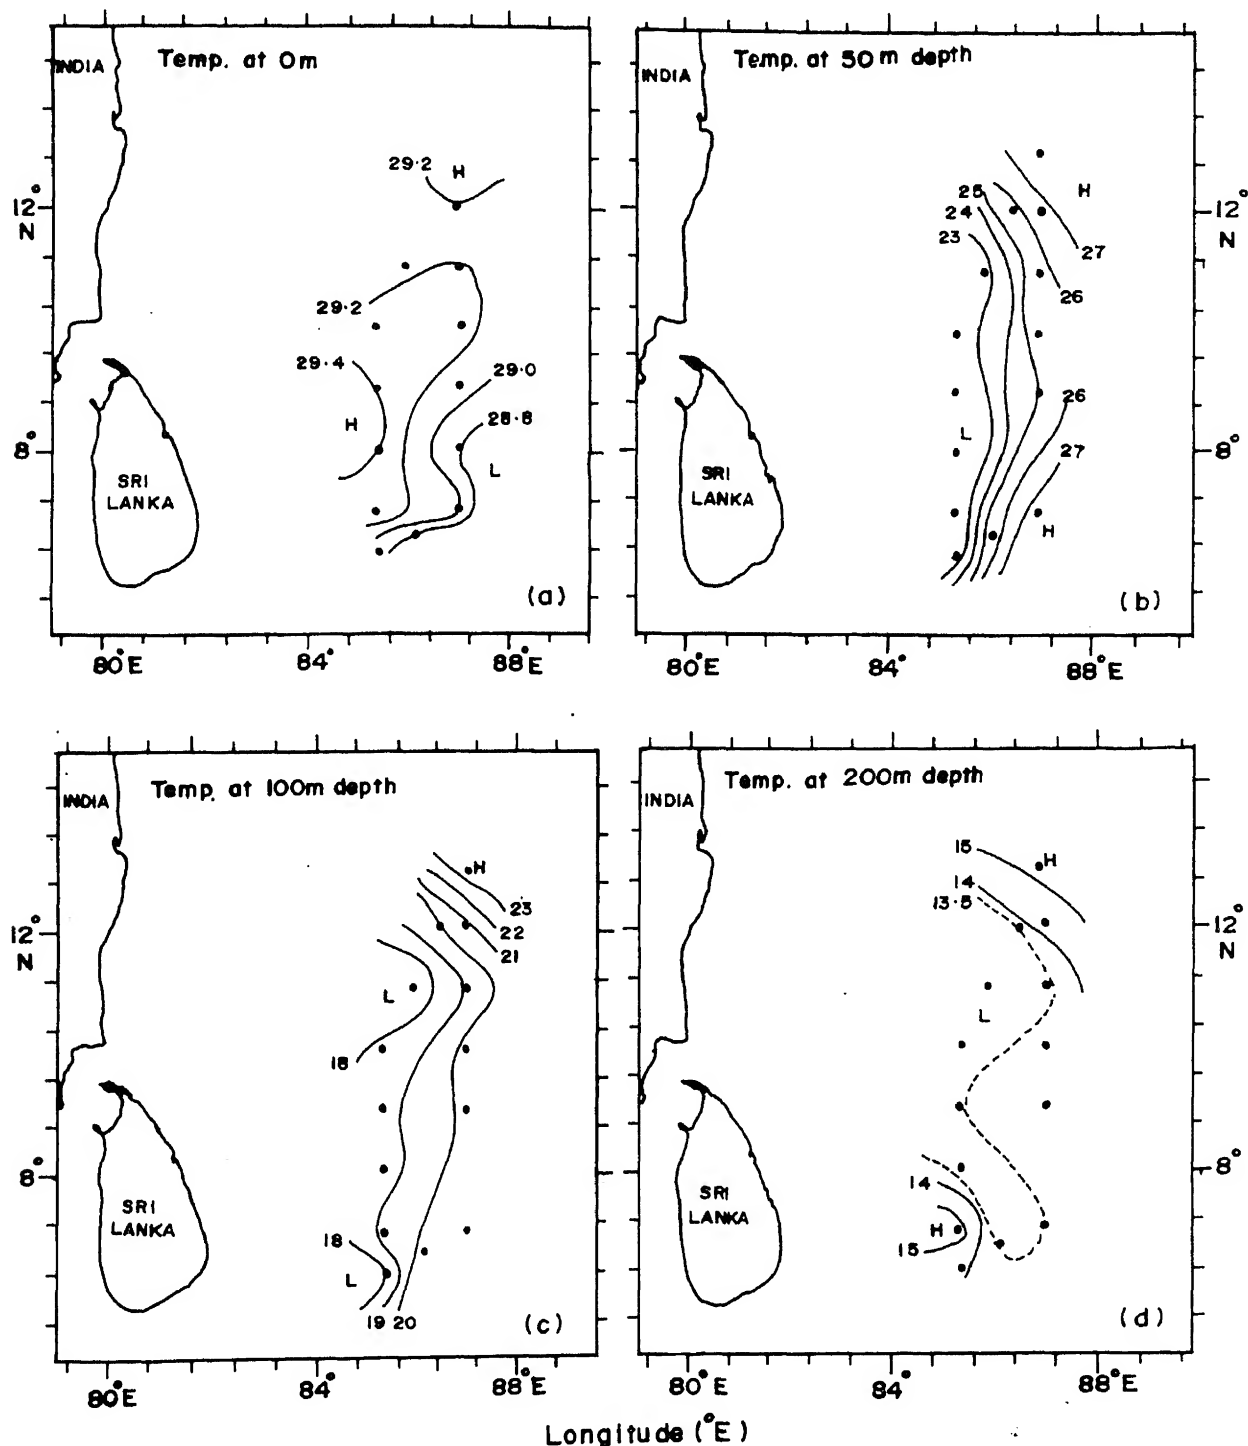 Temp. at 0m
INDIA
29·2
H
12°
N
29·2
29·4
29·0
H
28·8
8°
L
SRI
LANKA
(a)
80°E
84°
88°E
Temp. at 50m depth
INDIA
25
H
24
12°
23
N
27
26
26
L
8°
27
SRI
LANKA
H
(b)
80°E
84°
88°E
Temp. at 100m depth
INDIA
H
23
12°
22
N
21
L
18
8°
SRI
LANKA
18
L
19 20
(c)
80°E
84°
88°E
Temp. at 200m depth
INDIA
15
H
14
13·5
12°
N
L
8°
14
SRI
LANKA
H
15
(d)
80°E
84°
88°E
Longitude (°E)